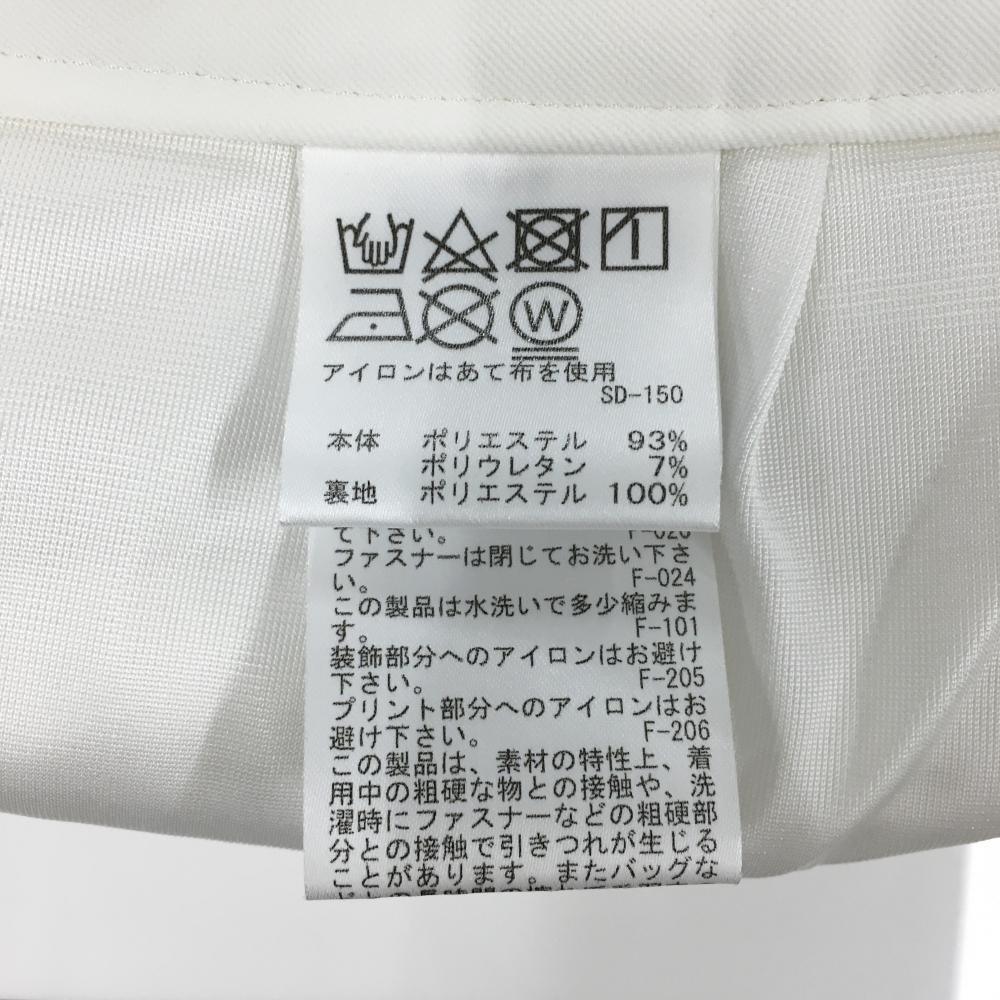 W
アイロンはあて布を使用
SD-150
本体 ポリエステル 93%
ポリウレタン 7%
裏地 ポリエステル 100%
て下さい。
ファスナーは閉じてお洗い下さ
い。 F-024
この製品は水洗いで多少縮みま
す。 F-101
装飾部分へのアイロンはお避け
下さい。 F-205
プリント部分へのアイロンはお
避け下さい。 F-206
この製品は、素材の特性上、着
用中の粗硬な物との接触や、洗
濯時にファスナーなどの粗硬部
分との接触で引きつれが生じる
ことがあります。またバッグな